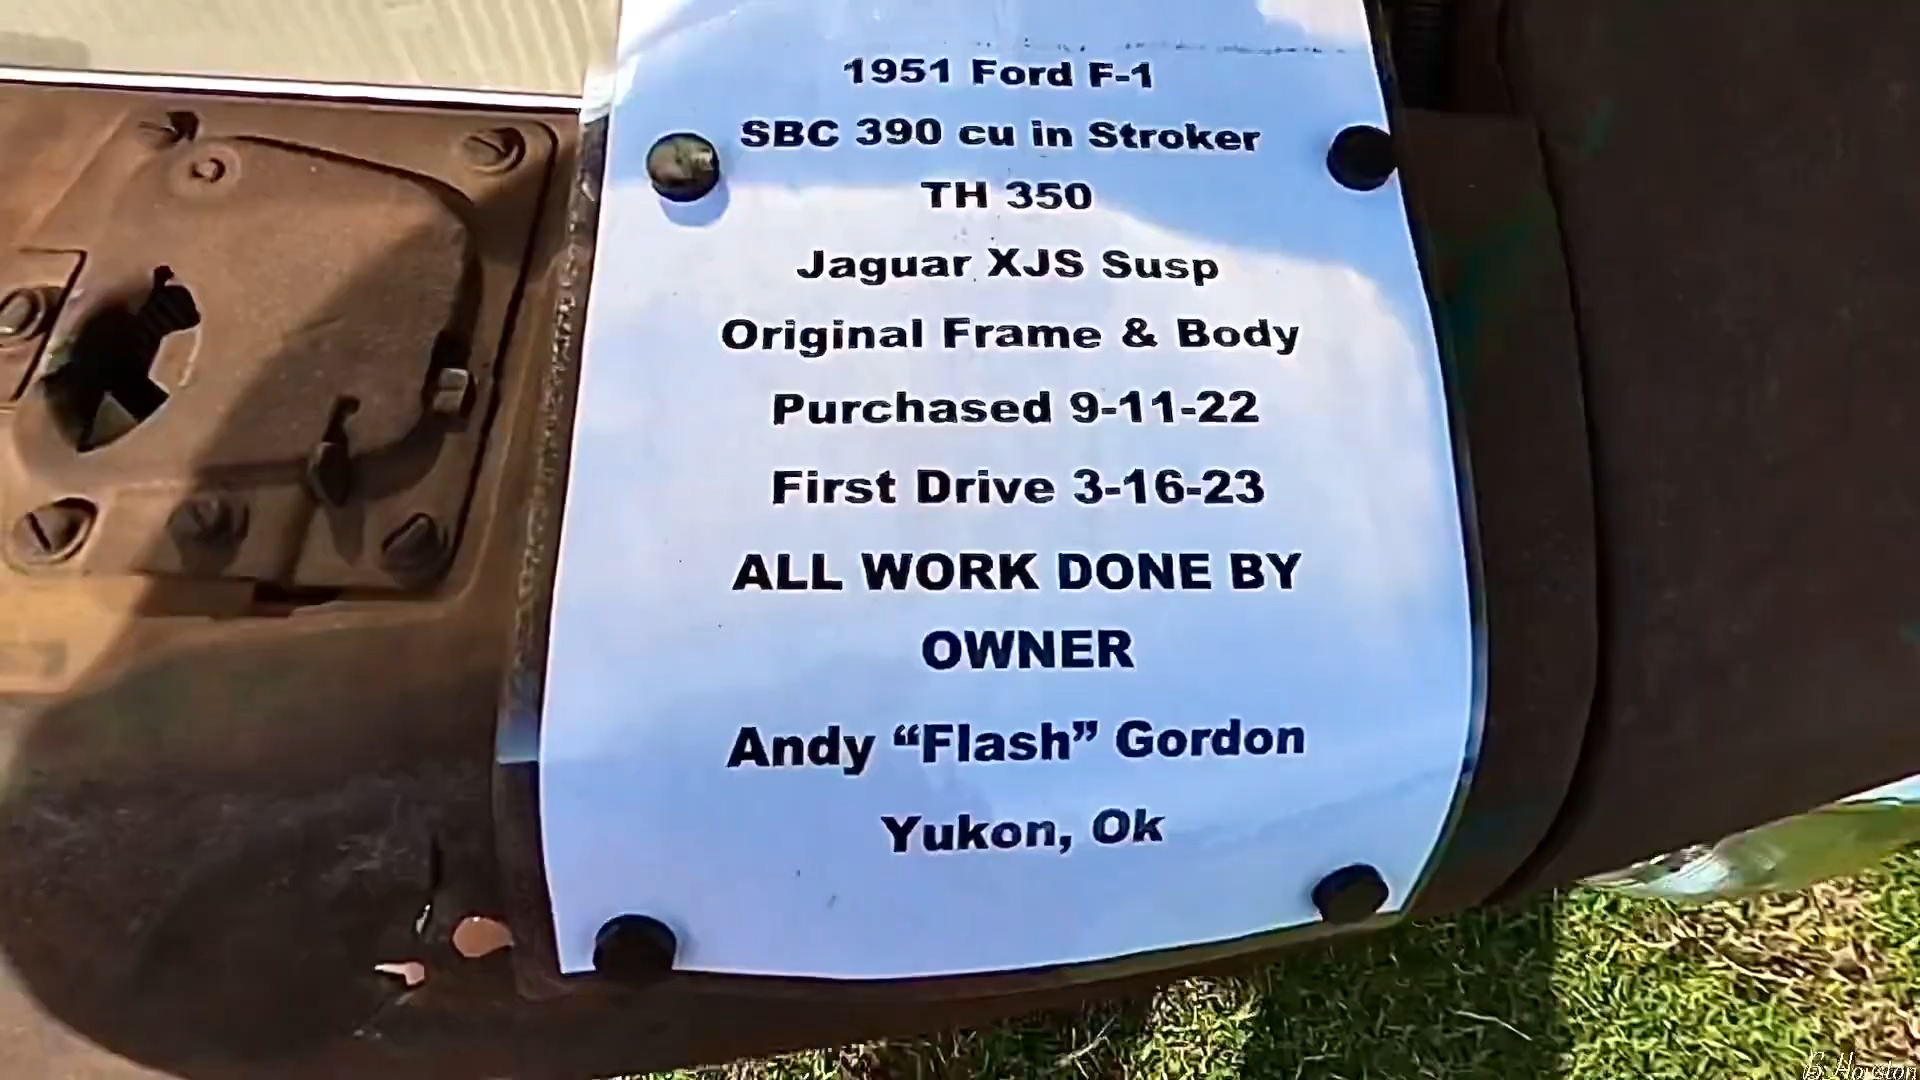 1951 Ford F-1
SBC 390 cu in Stroker
TH 350
Jaguar XJS Susp
Original Frame & Body
Purchased 9-11-22
First Drive 3-16-23
ALL WORK DONE BY
OWNER
Andy “Flash” Gordon
Yukon, Ok
B Houston